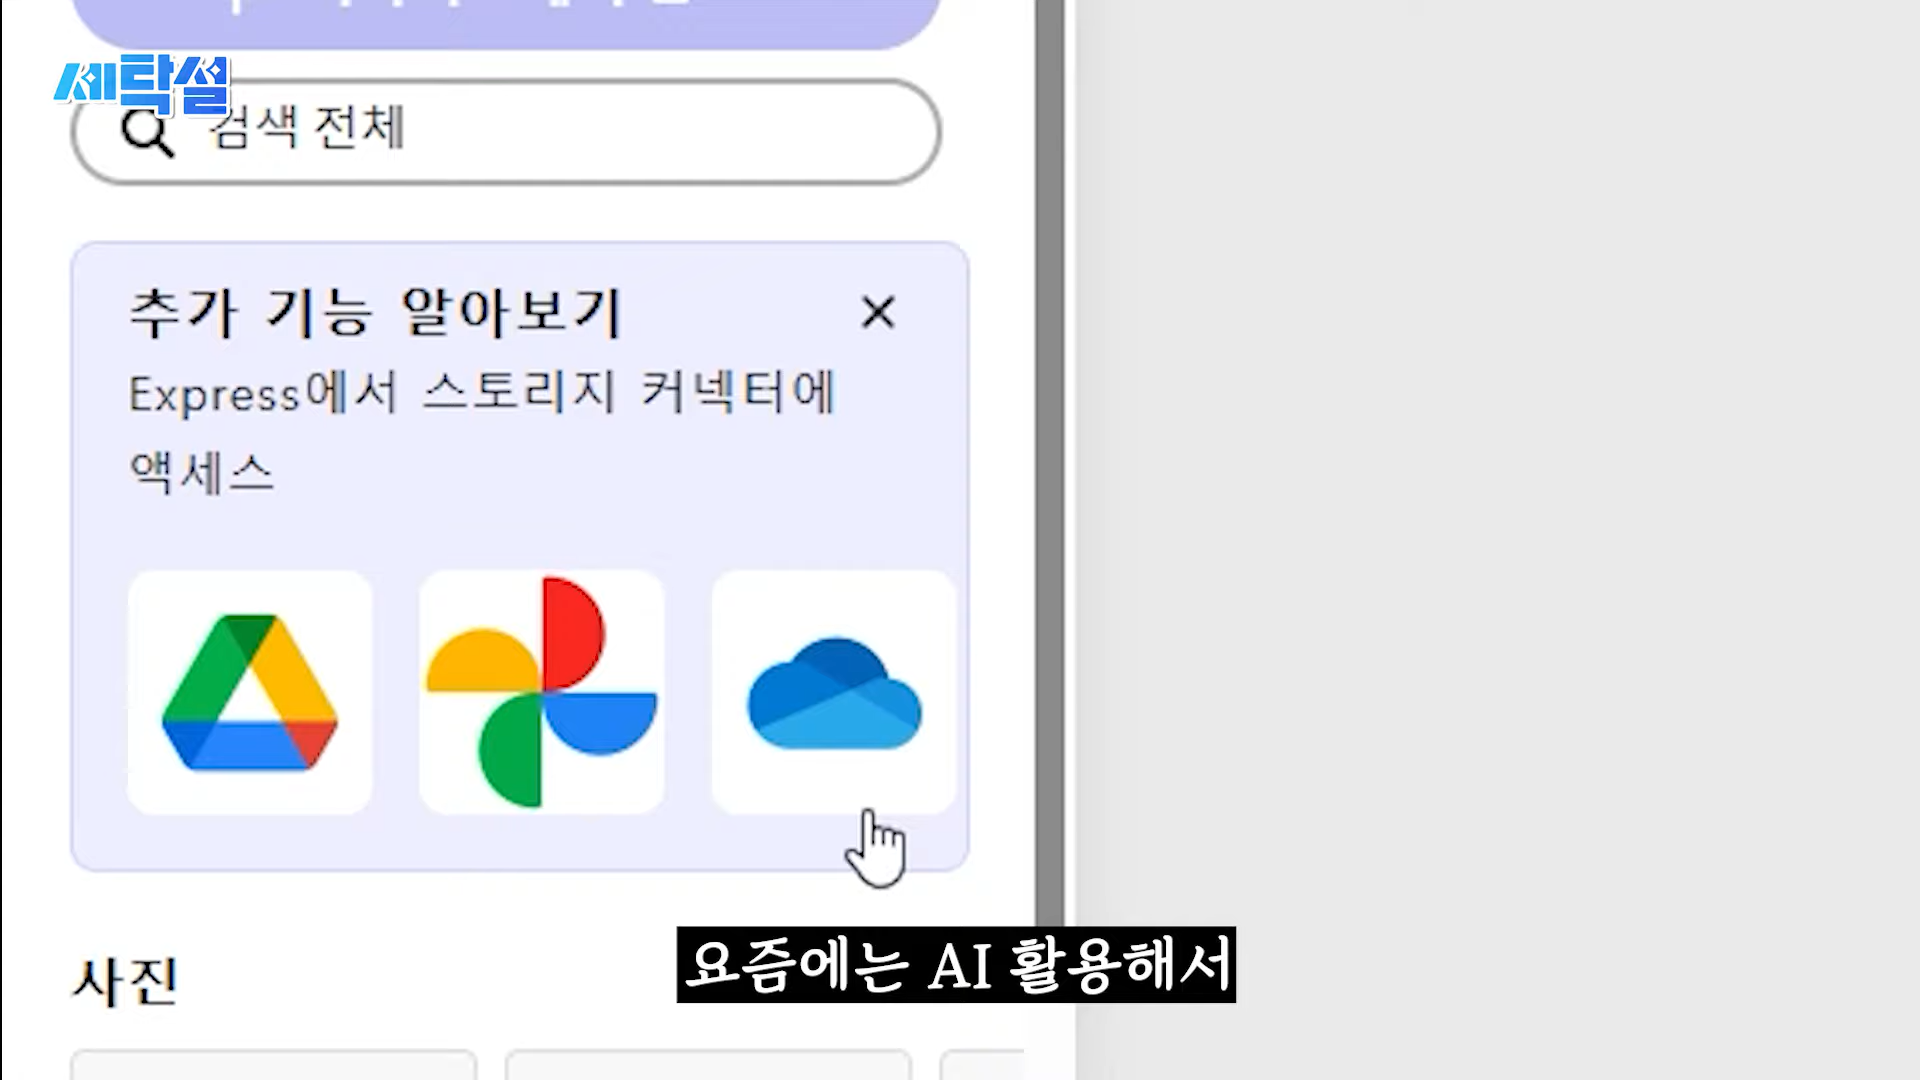 세탁설
검색 전체
추가 기능 알아보기
Express에서 스토리지 커넥터에
액세스
사진
요즘에는 AI 활용해서